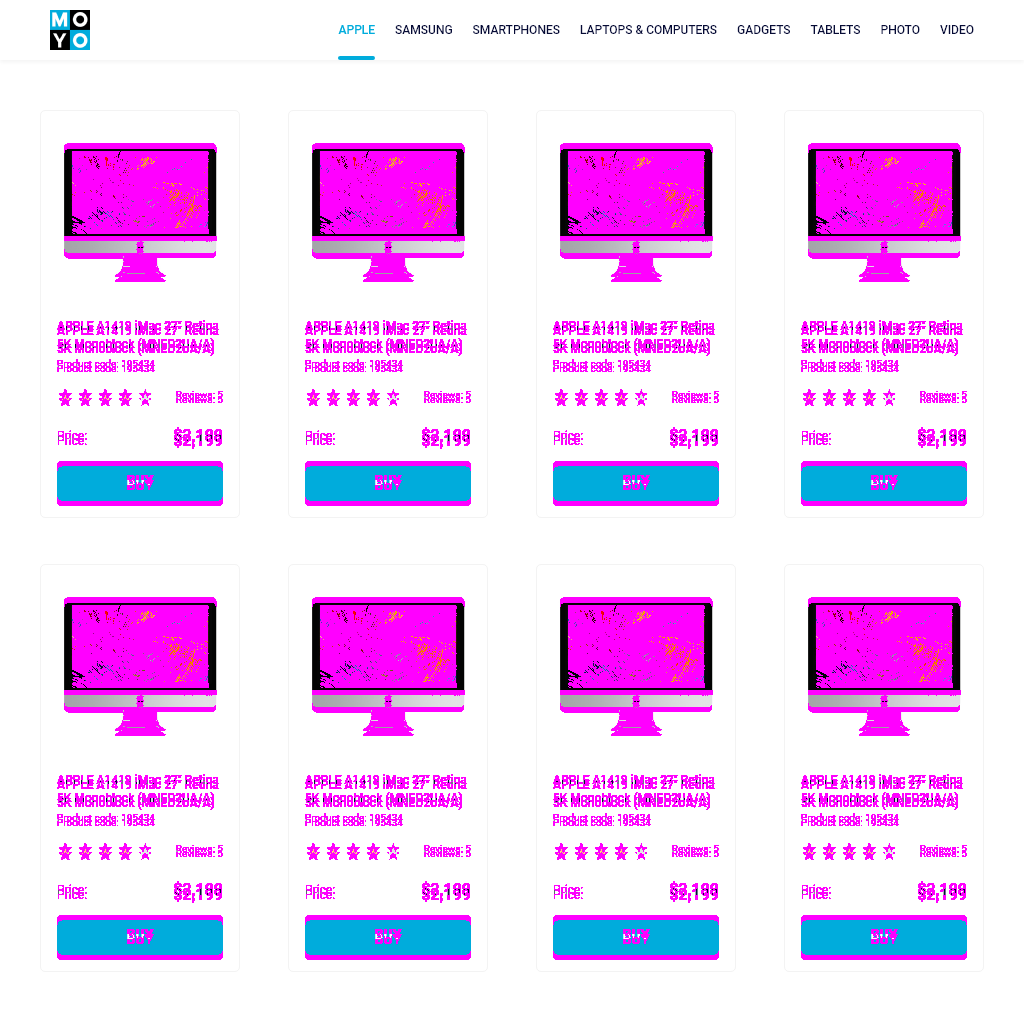 MOYO
APPLE SAMSUNG SMARTPHONES LAPTOPS & COMPUTERS GADGETS TABLETS PHOTO VIDEO
APPLE A1419 iMac 27" Retina APPLE A1419 iMac 27" Retina APPLE A1419 iMac 27" Retina APPLE A1419 iMac 27" Retina
5K Monoblock (MNED2UA/A) 5K Monoblock (MNED2UA/A) 5K Monoblock (MNED2UA/A) 5K Monoblock (MNED2UA/A)
Product code: 195434 Product code: 195434 Product code: 195434 Product code: 195434
Reviews: 5 Reviews: 5 Reviews: 5 Reviews: 5
Price: $2,199 Price: $2,199 Price: $2,199 Price: $2,199
BUY BUY BUY BUY
APPLE A1419 iMac 27" Retina APPLE A1419 iMac 27" Retina APPLE A1419 iMac 27" Retina APPLE A1419 iMac 27" Retina
5K Monoblock (MNED2UA/A) 5K Monoblock (MNED2UA/A) 5K Monoblock (MNED2UA/A) 5K Monoblock (MNED2UA/A)
Product code: 195434 Product code: 195434 Product code: 195434 Product code: 195434
Reviews: 5 Reviews: 5 Reviews: 5 Reviews: 5
Price: $2,199 Price: $2,199 Price: $2,199 Price: $2,199
BUY BUY BUY BUY